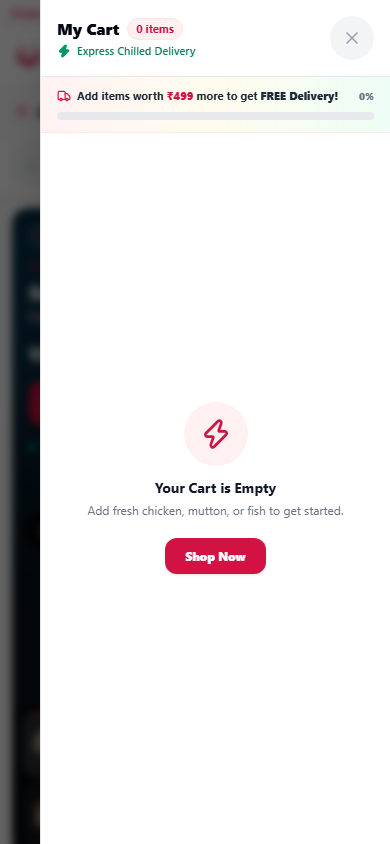 My Cart 0 items
Express Chilled Delivery
Add items worth ₹499 more to get FREE Delivery! 0%
Your Cart is Empty
Add fresh chicken, mutton, or fish to get started.
Shop Now